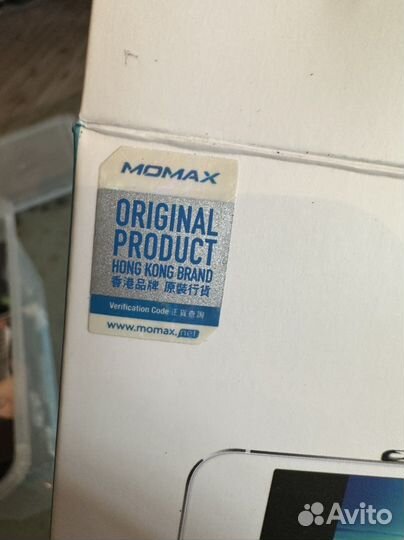 MOMAX
ORIGINAL
PRODUCT
HONG KONG BRAND
香港品牌 原裝行貨
Verification Code 正貨查詢
www.momax.net
Avito